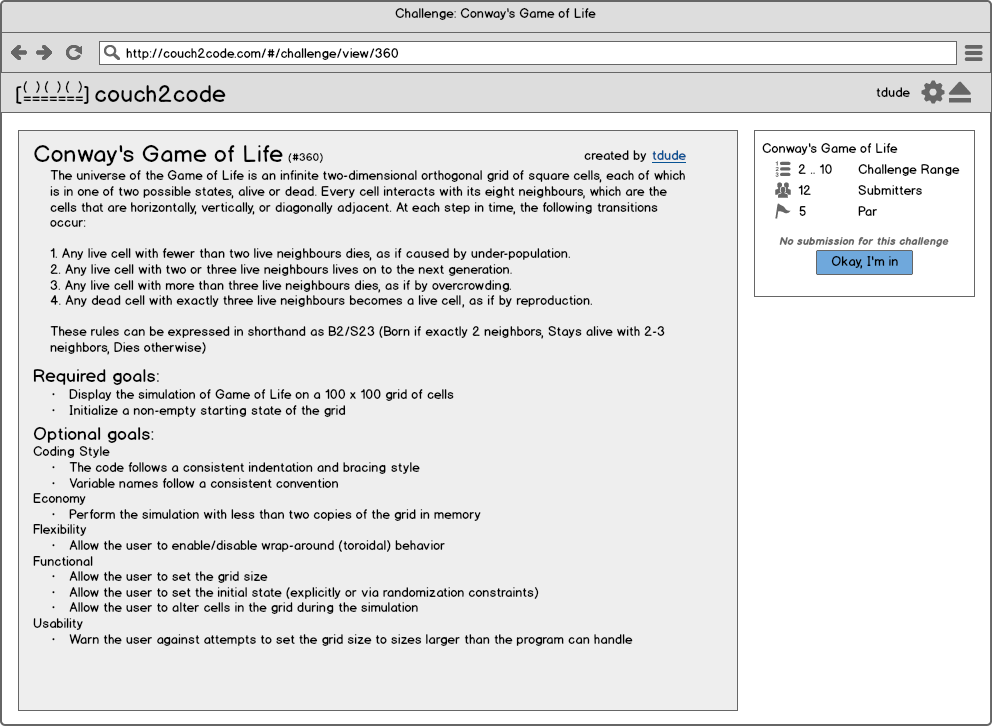 Challenge: Conway's Game of Life
http://couch2code.com/#/challenge/view/360
[( )( )( )] couch2code
=======
tdude
Conway's Game of Life (#360)
created by tdude
The universe of the Game of Life is an infinite two-dimensional orthogonal grid of square cells, each of which
is in one of two possible states, alive or dead. Every cell interacts with its eight neighbours, which are the
cells that are horizontally, vertically, or diagonally adjacent. At each step in time, the following transitions
occur:
1. Any live cell with fewer than two live neighbours dies, as if caused by under-population.
2. Any live cell with two or three live neighbours lives on to the next generation.
3. Any live cell with more than three live neighbours dies, as if by overcrowding.
4. Any dead cell with exactly three live neighbours becomes a live cell, as if by reproduction.
These rules can be expressed in shorthand as B2/S23 (Born if exactly 2 neighbors, Stays alive with 2-3
neighbors, Dies otherwise)
Required goals:
· Display the simulation of Game of Life on a 100 x 100 grid of cells
· Initialize a non-empty starting state of the grid
Optional goals:
Coding Style
· The code follows a consistent indentation and bracing style
· Variable names follow a consistent convention
Economy
· Perform the simulation with less than two copies of the grid in memory
Flexibility
· Allow the user to enable/disable wrap-around (toroidal) behavior
Functional
· Allow the user to set the grid size
· Allow the user to set the initial state (explicitly or via randomization constraints)
· Allow the user to alter cells in the grid during the simulation
Usability
· Warn the user against attempts to set the grid size to sizes larger than the program can handle
Conway's Game of Life
2 .. 10 Challenge Range
12 Submitters
5 Par
No submission for this challenge
Okay, I'm in